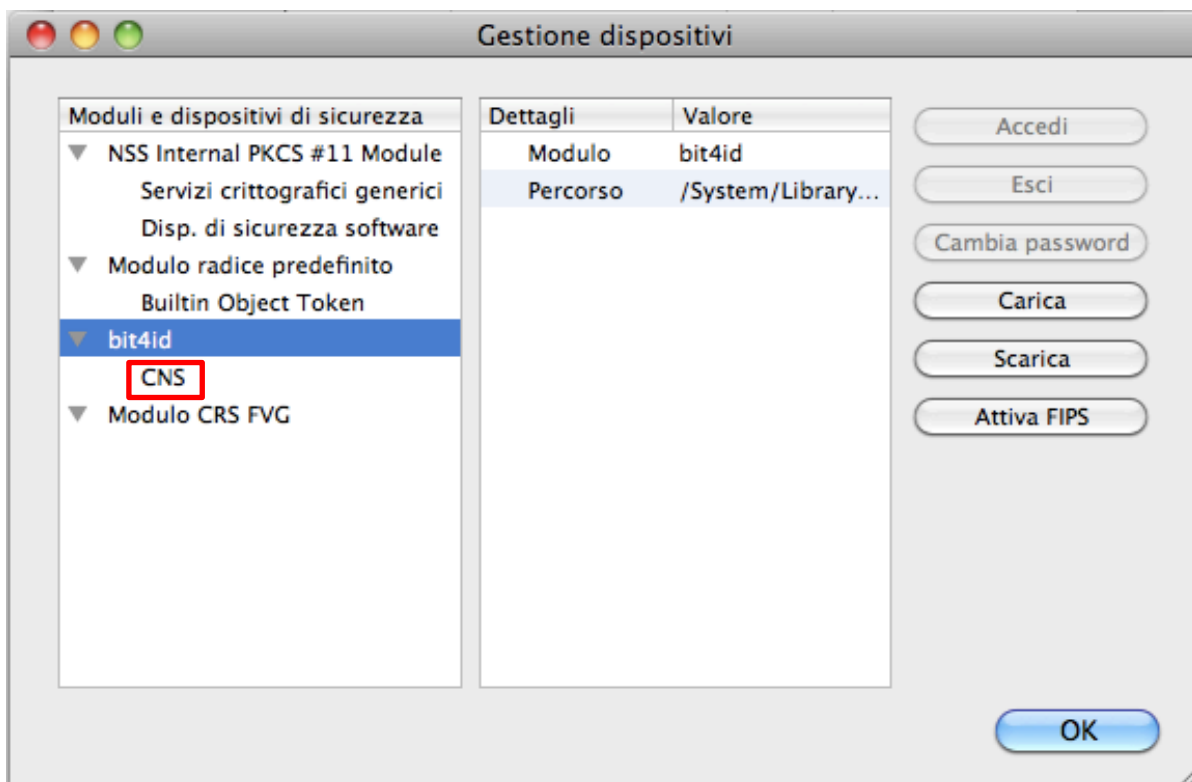 Gestione dispositivi
Moduli e dispositivi di sicurezza
NSS Internal PKCS #11 Module
Servizi crittografici generici
Disp. di sicurezza software
Modulo radice predefinito
Builtin Object Token
bit4id
CNS
Modulo CRS FVG
Dettagli Valore
Modulo bit4id
Percorso /System/Library...
Accedi
Esci
Cambia password
Carica
Scarica
Attiva FIPS
OK